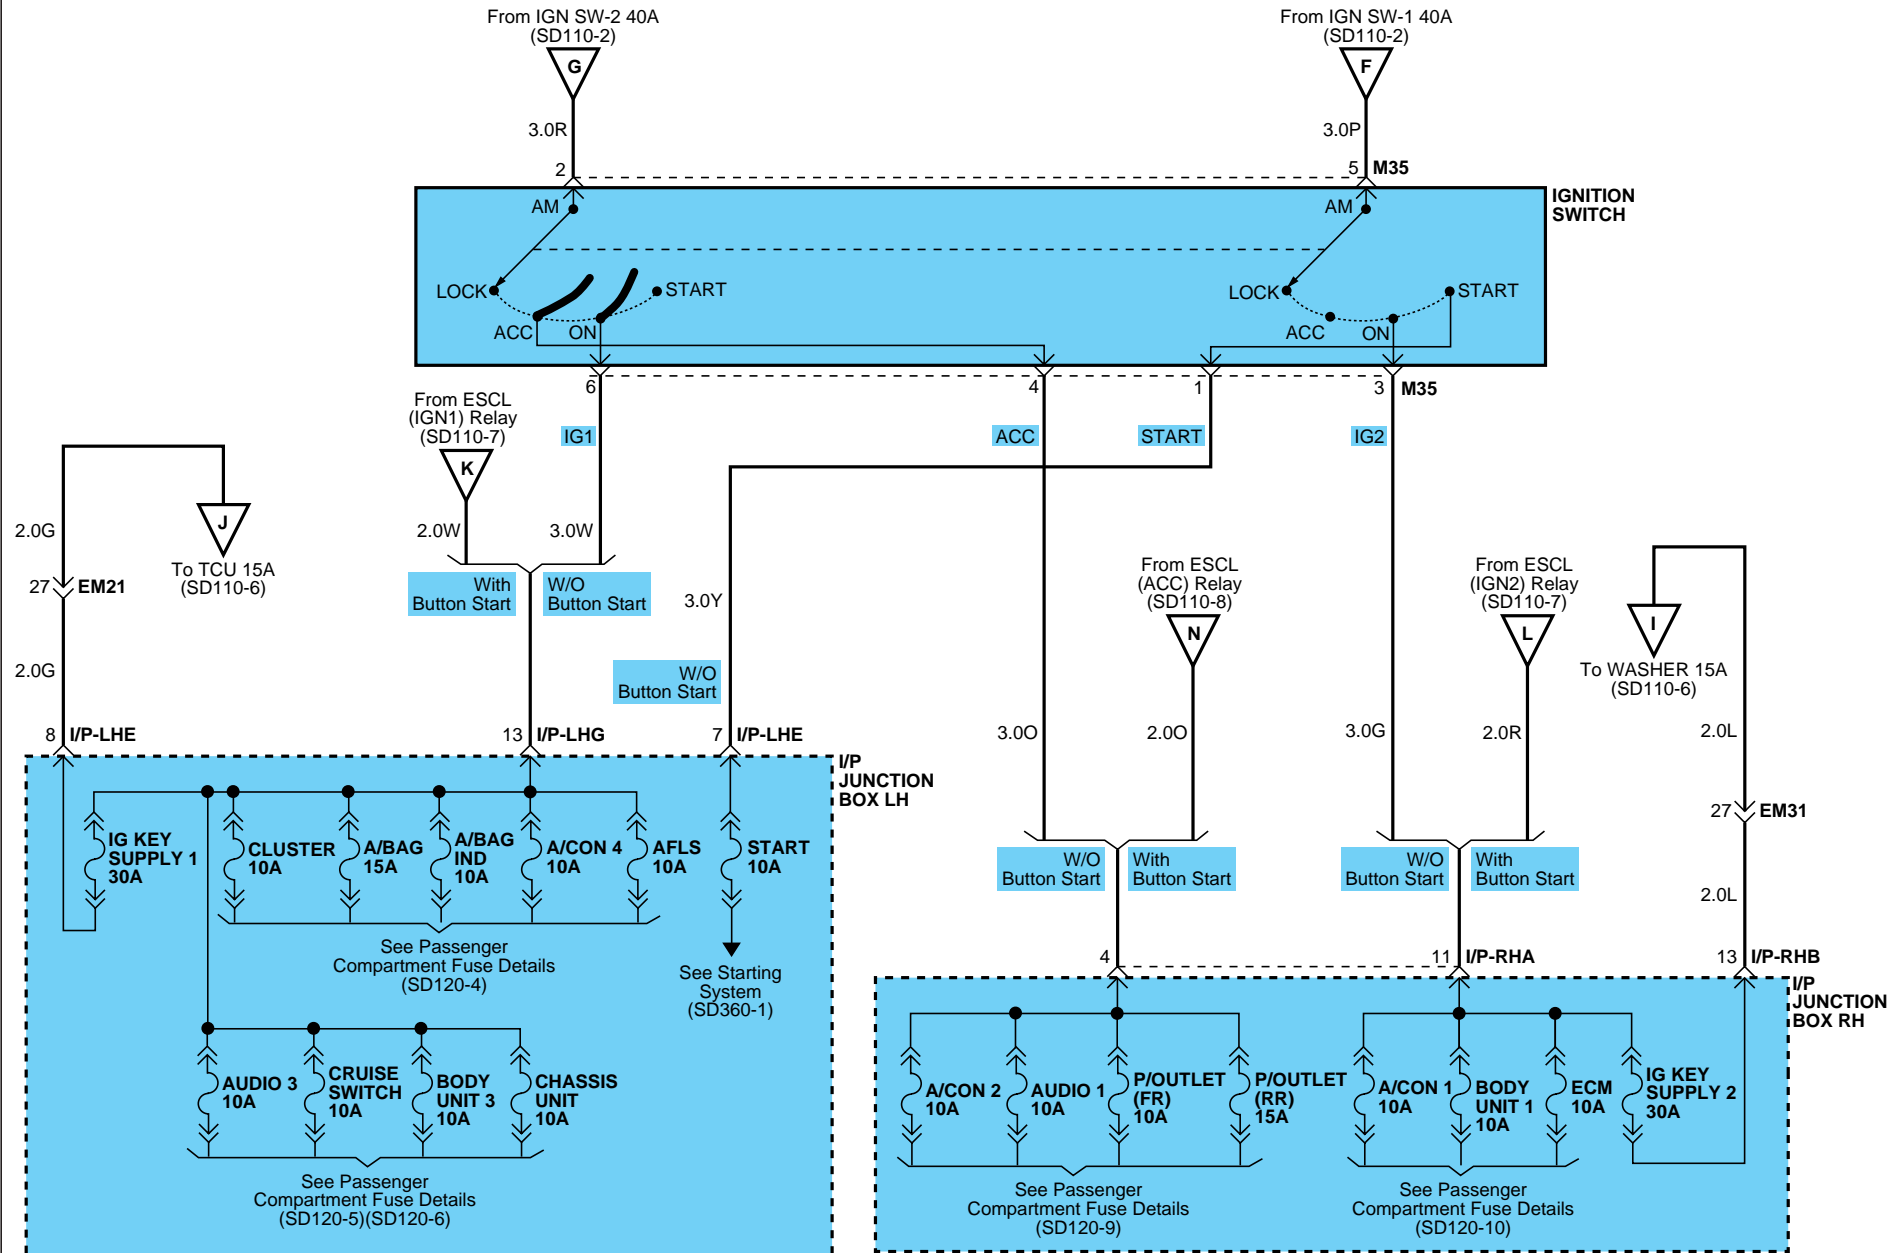 From IGN SW-2 40A
(SD110-2)
G
3.0R
2
From IGN SW-1 40A
(SD110-2)
F
3.0P
5 M35
IGNITION
SWITCH
AM
LOCK
ACC
ON
START
AM
LOCK
ACC
ON
START
6
4
1
3 M35
IG1
ACC
START
IG2
From ESCL
(IGN1) Relay
(SD110-7)
K
2.0W
3.0W
With
Button Start
W/O
Button Start
J
To TCU 15A
(SD110-6)
2.0G
27 EM21
2.0G
3.0Y
W/O
Button Start
From ESCL
(ACC) Relay
(SD110-8)
N
From ESCL
(IGN2) Relay
(SD110-7)
L
I
To WASHER 15A
(SD110-6)
8 I/P-LHE
13 I/P-LHG
7 I/P-LHE
3.0O
2.0O
3.0G
2.0R
2.0L
27 EM31
2.0L
W/O
Button Start
With
Button Start
W/O
Button Start
With
Button Start
4
11 I/P-RHA
13 I/P-RHB
I/P
JUNCTION
BOX LH
IG KEY
SUPPLY 1
30A
CLUSTER
10A
A/BAG
15A
A/BAG
IND
10A
A/CON 4
10A
AFLS
10A
START
10A
See Passenger
Compartment Fuse Details
(SD120-4)
See Starting
System
(SD360-1)
AUDIO 3
10A
CRUISE
SWITCH
10A
BODY
UNIT 3
10A
CHASSIS
UNIT
10A
See Passenger
Compartment Fuse Details
(SD120-5)(SD120-6)
I/P
JUNCTION
BOX RH
A/CON 2
10A
AUDIO 1
10A
P/OUTLET
(FR)
10A
P/OUTLET
(RR)
15A
A/CON 1
10A
BODY
UNIT 1
10A
ECM
10A
IG KEY
SUPPLY 2
30A
See Passenger
Compartment Fuse Details
(SD120-9)
See Passenger
Compartment Fuse Details
(SD120-10)